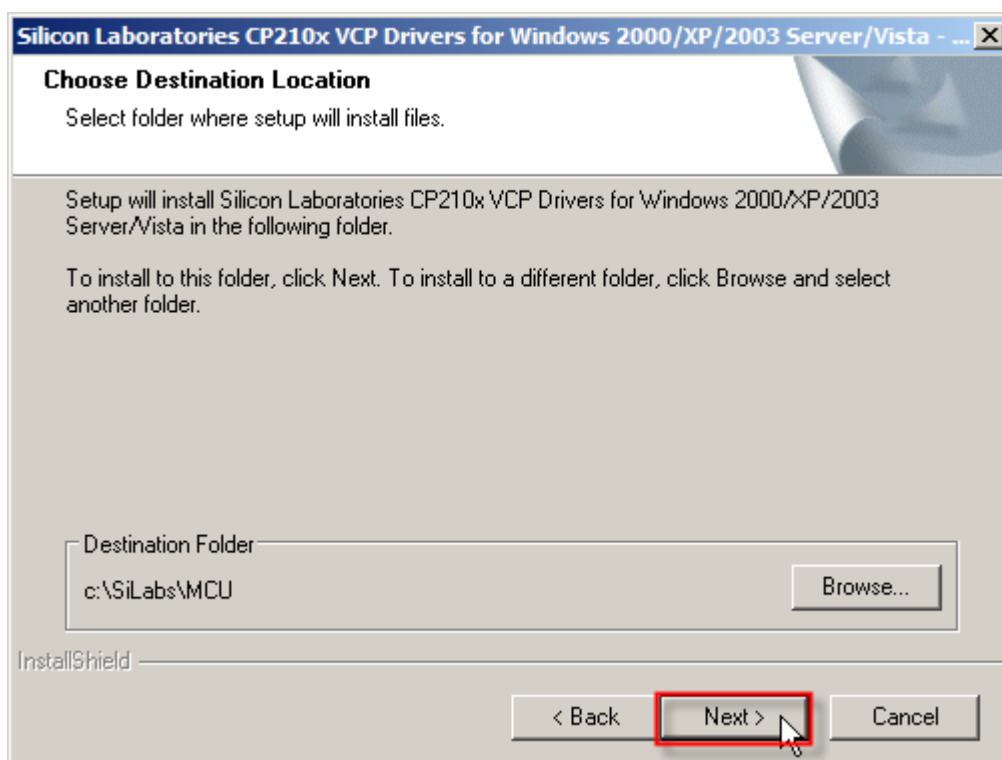 Silicon Laboratories CP210x VCP Drivers for Windows 2000/XP/2003 Server/Vista - ...
Choose Destination Location
Select folder where setup will install files.
Setup will install Silicon Laboratories CP210x VCP Drivers for Windows 2000/XP/2003
Server/Vista in the following folder.
To install to this folder, click Next. To install to a different folder, click Browse and select
another folder.
Destination Folder
c:\SiLabs\MCU
Browse...
InstallShield
< Back
Next >
Cancel